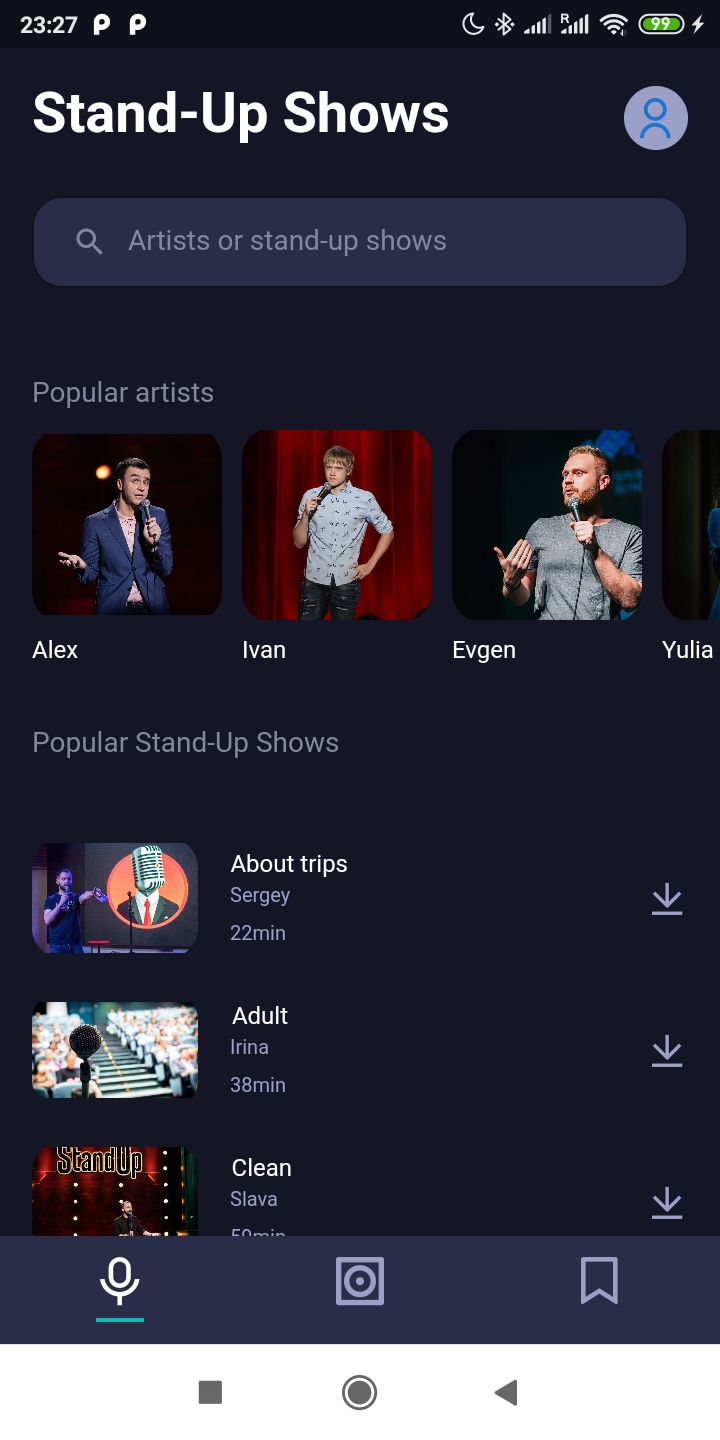 23:27
R
99
Stand-Up Shows
Artists or stand-up shows
Popular artists
Alex
Ivan
Evgen
Yulia
Popular Stand-Up Shows
About trips
Sergey
22min
Adult
Irina
38min
StandUp
Clean
Slava